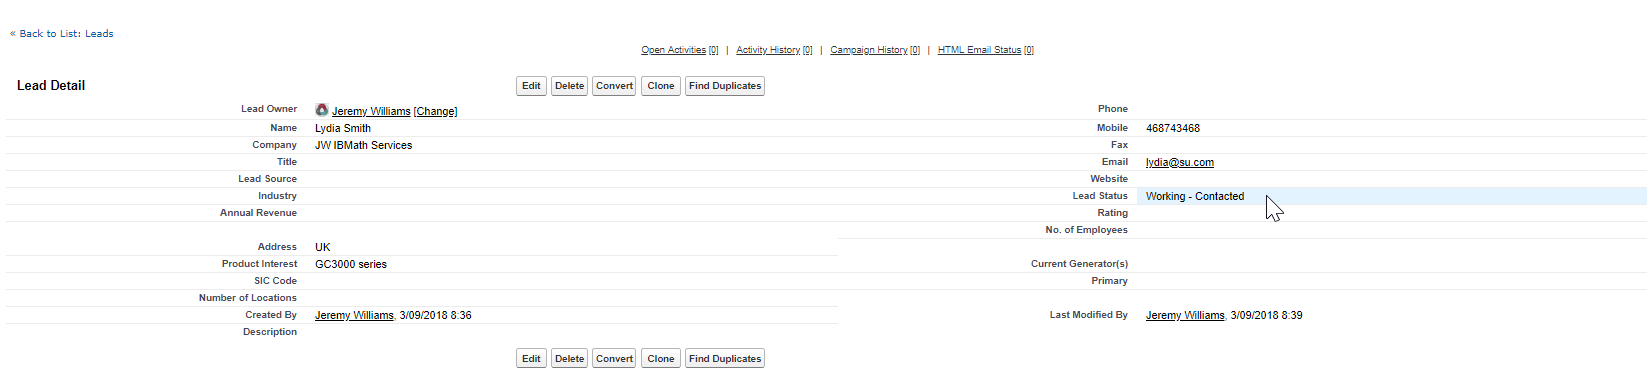 « Back to List: Leads
Open Activities [0] | Activity History [0] | Campaign History [0] | HTML Email Status [0]
Lead Detail
Edit Delete Convert Clone Find Duplicates
Lead Owner Jeremy Williams [Change] Phone
Name Lydia Smith Mobile 468743468
Company JW IBMath Services Fax
Title Email lydia@su.com
Lead Source Website
Industry Lead Status Working - Contacted
Annual Revenue Rating
No. of Employees
Address UK
Product Interest GC3000 series Current Generator(s)
SIC Code Primary
Number of Locations
Created By Jeremy Williams, 3/09/2018 8:36 Last Modified By Jeremy Williams, 3/09/2018 8:39
Description
Edit Delete Convert Clone Find Duplicates